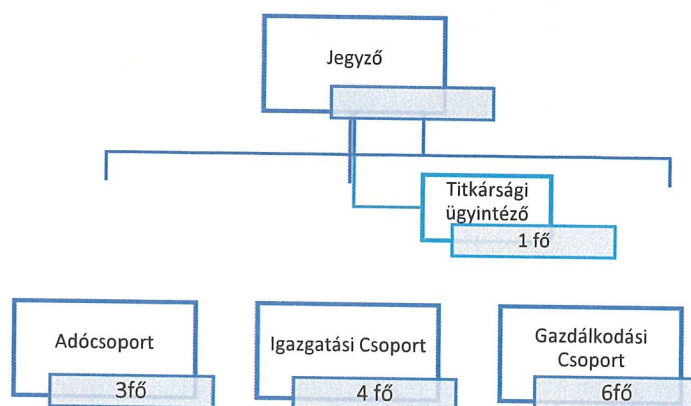 Jegyző
Titkársági
ügyintéző
1 fő
Adócsoport
3fő
Igazgatási Csoport
4 fő
Gazdálkodási
Csoport
6fő